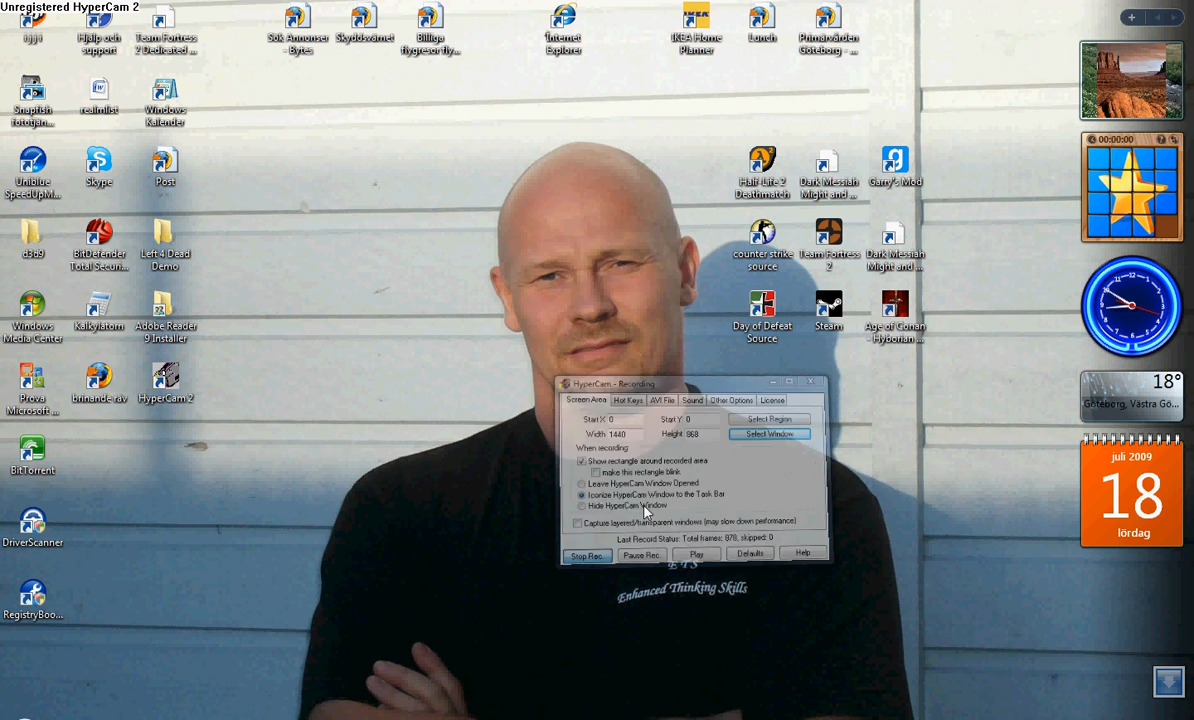 Unregistered HyperCam 2
jjjt
Hjälp och support
Team Fortress 2 Dedicated ...
Sök Annonser - Bytes
Skyddsvärnet
Billiga flygresor fly...
Internet Explorer
IKEA
IKEA Home Planner
Lunch
Primärvården Göteborg - ...
Snapfish fototjän...
realmlist
Windows Kalender
00:00:00
Uniblue SpeedUpM...
Skype
Post
Half-Life 2 Deathmatch
Dark Messiah Might and ...
Garry's Mod
d3d9
BitDefender Total Securi...
Left 4 Dead Demo
counter strike source
Team Fortress 2
Dark Messiah Might and ...
Windows Media Center
Kalkylatorn
Adobe Reader 9 Installer
Day of Defeat Source
Steam
Age of Conan - Hyborian ...
Prova Microsoft ...
Brinande räv
HyperCam 2
18°
Göteborg, Västra Gö...
HyperCam - Recording
Screen Area
Hot Keys
AVI File
Sound
Other Options
License
Start X 0
Start Y 0
Select Region
Width 1440
Height 868
Select Window
When recording
Show rectangle around recorded area
make this rectangle blink
Leave HyperCam Window Opened
Iconize HyperCam Window to the Task Bar
Hide HyperCam Window
Capture layered/transparent windows (may slow down performance)
Last Record Status: Total frames: 878, skipped: 0
Stop Rec.
Pause Rec.
Play
Defaults
Help
BitTorrent
juli 2009
18
lördag
DriverScanner
ETS
Enhanced Thinking Skills
RegistryBoo...